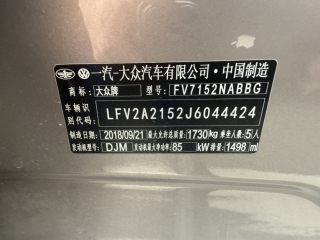 一汽-大众汽车有限公司·中国制造
商标：大众牌 型号：FV7152NABBG
车辆识别代号：LFV2A2152J6044424
制造日期：2018/09/21 最大允许总质量：1730kg 乘坐人数：5人
发动机型号：DJM 发动机最大净功率：85 kW 排量：1498 ml